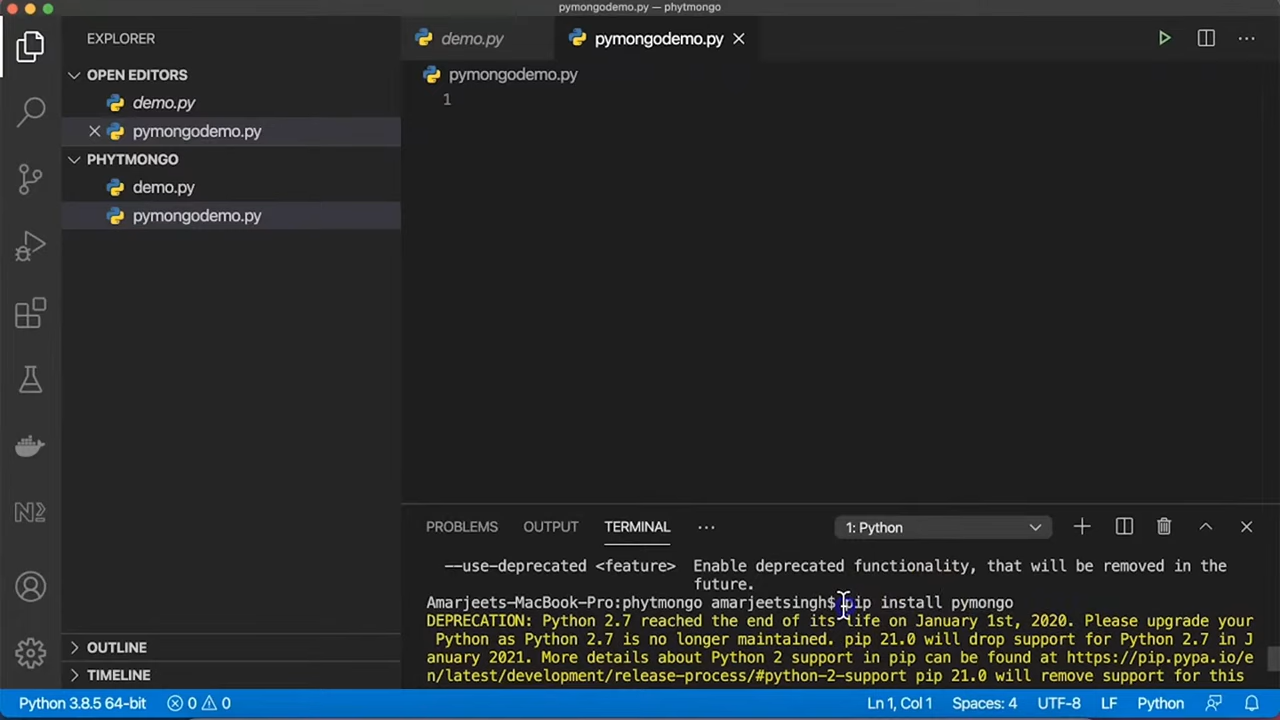 pymongodemo.py — phytmongo
EXPLORER
demo.py
pymongodemo.py
OPEN EDITORS
demo.py
pymongodemo.py
PHYTMONGO
demo.py
pymongodemo.py
OUTLINE
TIMELINE
pymongodemo.py
1
PROBLEMS
OUTPUT
TERMINAL
1: Python
--use-deprecated <feature> Enable deprecated functionality, that will be removed in the
future.
Amarjeets-MacBook-Pro:phytmongo amarjeetsingh$ pip install pymongo
DEPRECATION: Python 2.7 reached the end of its life on January 1st, 2020. Please upgrade your
Python as Python 2.7 is no longer maintained. pip 21.0 will drop support for Python 2.7 in J
anuary 2021. More details about Python 2 support in pip can be found at https://pip.pypa.io/e
n/latest/development/release-process/#python-2-support pip 21.0 will remove support for this
Python 3.8.5 64-bit
0
0
Ln 1, Col 1
Spaces: 4
UTF-8
LF
Python